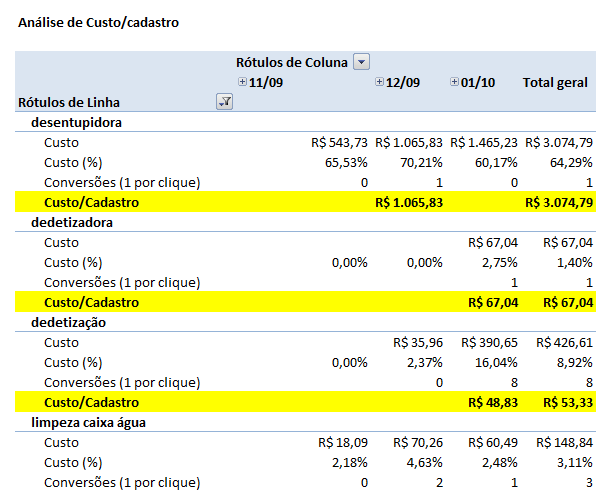 Análise de Custo/cadastro
Rótulos de Coluna
11/09 12/09 01/10 Total geral
Rótulos de Linha
desentupidora
Custo R$ 543,73 R$ 1.065,83 R$ 1.465,23 R$ 3.074,79
Custo (%) 65,53% 70,21% 60,17% 64,29%
Conversões (1 por clique) 0 1 0 1
Custo/Cadastro R$ 1.065,83 R$ 3.074,79
dedetizadora
Custo R$ 67,04 R$ 67,04
Custo (%) 0,00% 0,00% 2,75% 1,40%
Conversões (1 por clique) 1 1
Custo/Cadastro R$ 67,04 R$ 67,04
dedetização
Custo R$ 35,96 R$ 390,65 R$ 426,61
Custo (%) 0,00% 2,37% 16,04% 8,92%
Conversões (1 por clique) 0 8 8
Custo/Cadastro R$ 48,83 R$ 53,33
limpeza caixa água
Custo R$ 18,09 R$ 70,26 R$ 60,49 R$ 148,84
Custo (%) 2,18% 4,63% 2,48% 3,11%
Conversões (1 por clique) 0 2 1 3